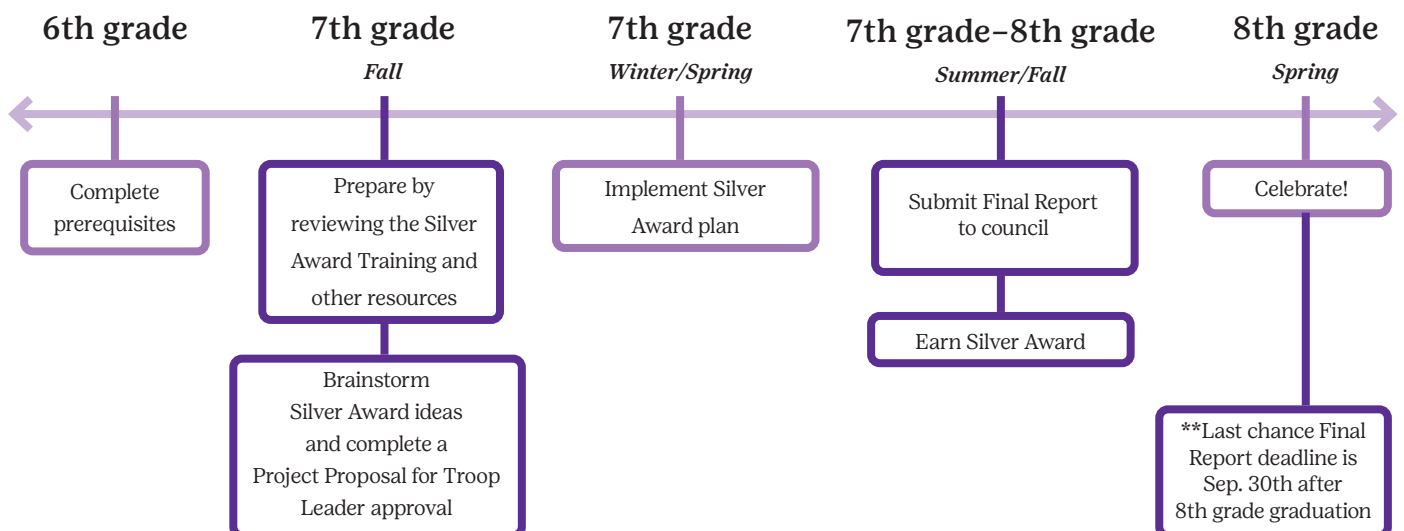 6th grade
7th grade
Fall
7th grade
Winter/Spring
7th grade–8th grade
Summer/Fall
8th grade
Spring
Complete
prerequisites
Prepare by
reviewing the Silver
Award Training and
other resources
Brainstorm
Silver Award ideas
and complete a
Project Proposal for Troop
Leader approval
Implement Silver
Award plan
Submit Final Report
to council
Earn Silver Award
Celebrate!
**Last chance Final
Report deadline is
Sep. 30th after
8th grade graduation